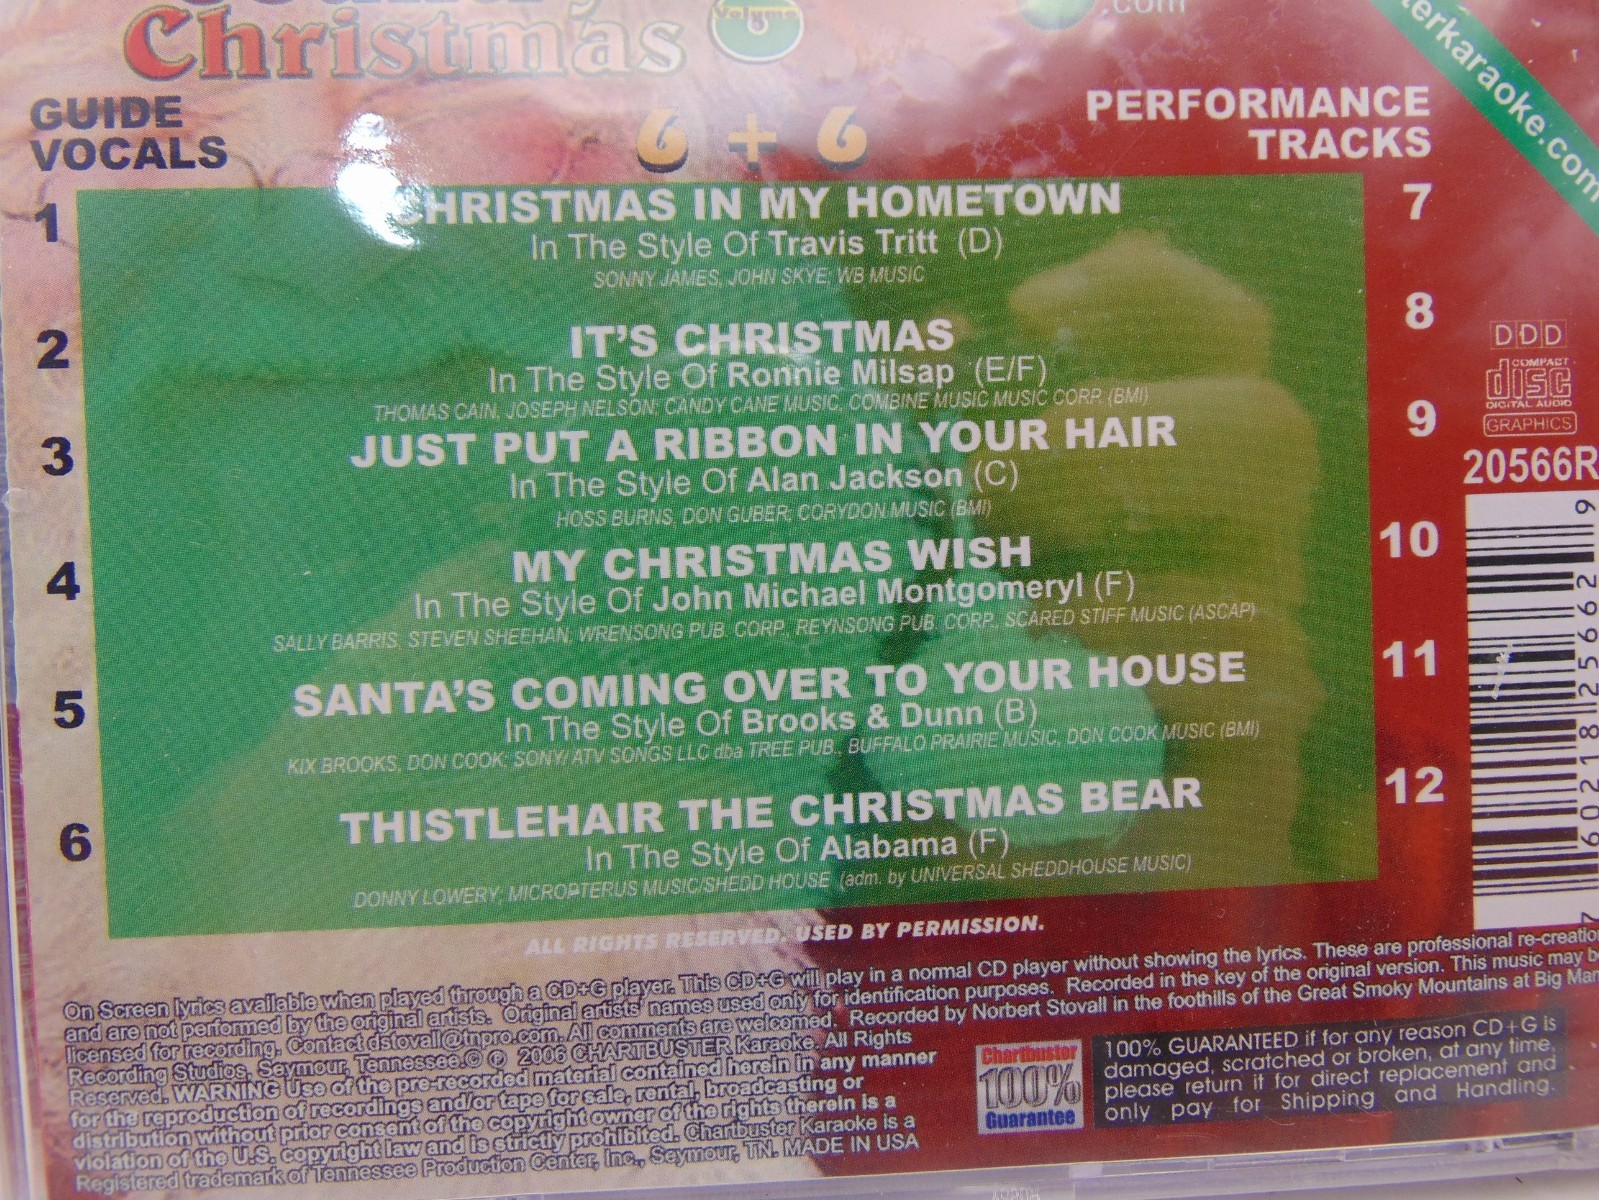 Christmas
Volume
.com
terkaraoke.com
GUIDE
VOCALS
6 + 6
PERFORMANCE
TRACKS
1
CHRISTMAS IN MY HOMETOWN
7
In The Style Of Travis Tritt (D)
SONNY JAMES, JOHN SKYE; WB MUSIC
2
IT'S CHRISTMAS
8
In The Style Of Ronnie Milsap (E/F)
THOMAS CAIN, JOSEPH NELSON; CANDY CANE MUSIC, COMBINE MUSIC MUSIC CORP. (BMI)
3
JUST PUT A RIBBON IN YOUR HAIR
9
In The Style Of Alan Jackson (C)
HOSS BURNS, DON GUBER; CORYDON MUSIC (BMI)
4
MY CHRISTMAS WISH
10
In The Style Of John Michael Montgomeryl (F)
SALLY BARRIS, STEVEN SHEEHAN; WRENSONG PUB. CORP., REYNSONG PUB. CORP., SCARED STIFF MUSIC (ASCAP)
5
SANTA'S COMING OVER TO YOUR HOUSE
11
In The Style Of Brooks & Dunn (B)
KIX BROOKS, DON COOK; SONY/ ATV SONGS LLC dba TREE PUB., BUFFALO PRAIRIE MUSIC, DON COOK MUSIC (BMI)
6
THISTLEHAIR THE CHRISTMAS BEAR
12
In The Style Of Alabama (F)
DONNY LOWERY; MICROPTERUS MUSIC/SHEDD HOUSE (adm. by UNIVERSAL SHEDDHOUSE MUSIC)
DDD
COMPACT
disc
DIGITAL AUDIO
GRAPHICS
20566R
7 60218 25662 9
ALL RIGHTS RESERVED. USED BY PERMISSION.
On Screen lyrics available when played through a CD+G player. This CD+G will play in a normal CD player without showing the lyrics. These are professional re-creation
and are not performed by the original artists. Original artists' names used only for identification purposes. Recorded in the key of the original version. This music may be
licensed for recording. Contact dstovall@tnpro.com. All comments are welcomed. Recorded by Norbert Stovall in the foothills of the Great Smoky Mountains at Big Mam
Recording Studios, Seymour, Tennessee.© ℗ 2006 CHARTBUSTER Karaoke. All Rights
Reserved. WARNING Use of the pre-recorded material contained herein in any manner
for the reproduction of recordings and/or tape for sale, rental, broadcasting or
distribution without prior consent of the copyright owner of the rights therein is a
violation of the U.S. copyright law and is strictly prohibited. Chartbuster Karaoke is a
Registered trademark of Tennessee Production Center, Inc., Seymour, TN. MADE IN USA
Chartbuster
100%
Guarantee
100% GUARANTEED if for any reason CD+G is
damaged, scratched or broken, at any time,
please return it for direct replacement and
only pay for Shipping and Handling.